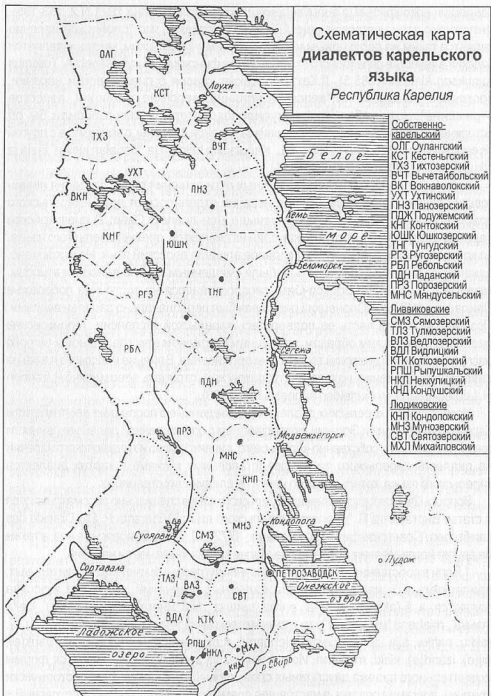 Схематическая карта
диалектов карельского
языка
Республика Карелия
Собственно-
карельский
ОЛГ Оулангский
КСТ Кестеньгский
ТХЗ Тихтозерский
ВЧТ Вычетайбольский
ВКТ Вокнаволокский
УХТ Ухтинский
ПНЗ Панозерский
ПДЖ Подужемский
КНГ Контокский
ЮШК Юшкозерский
ТНГ Тунгудский
РГЗ Ругозерский
РБЛ Ребольский
ПДН Паданский
ПРЗ Порозерский
МНС Мяндусельский
Ливвиковские
СМЗ Сямозерский
ТЛЗ Тулмозерский
ВЛЗ Ведлозерский
ВДЛ Видлицкий
КТК Коткозерский
РПШ Рыпушкальский
НКП Неккулицкий
КНД Кондушский
Людиковские
КНП Кондопожский
МНЗ Мунозерский
СВТ Святозерский
МХЛ Михайловский
ОЛГ
КСТ
Лоухи
ТХЗ
ВЧТ
Белое
УХТ
ПНЗ
ВКН
Кемь
море
КНГ
ЮШК
Беломорск
РГЗ
ТНГ
Сегежа
РБЛ
ПДН
Медвежьегорск
ПРЗ
МНС
КНП
МНЗ
Кондопога
Суоярви
СМЗ
Пудож
Сортавала
ПЕТРОЗАВОДСК
Онежское
озеро
ТЛЗ
ВЛЗ
СВТ
ВДЛ
КТК
Ладожское
озеро
РПШ
НКЛ
МХЛ
КНД
р. Свирь